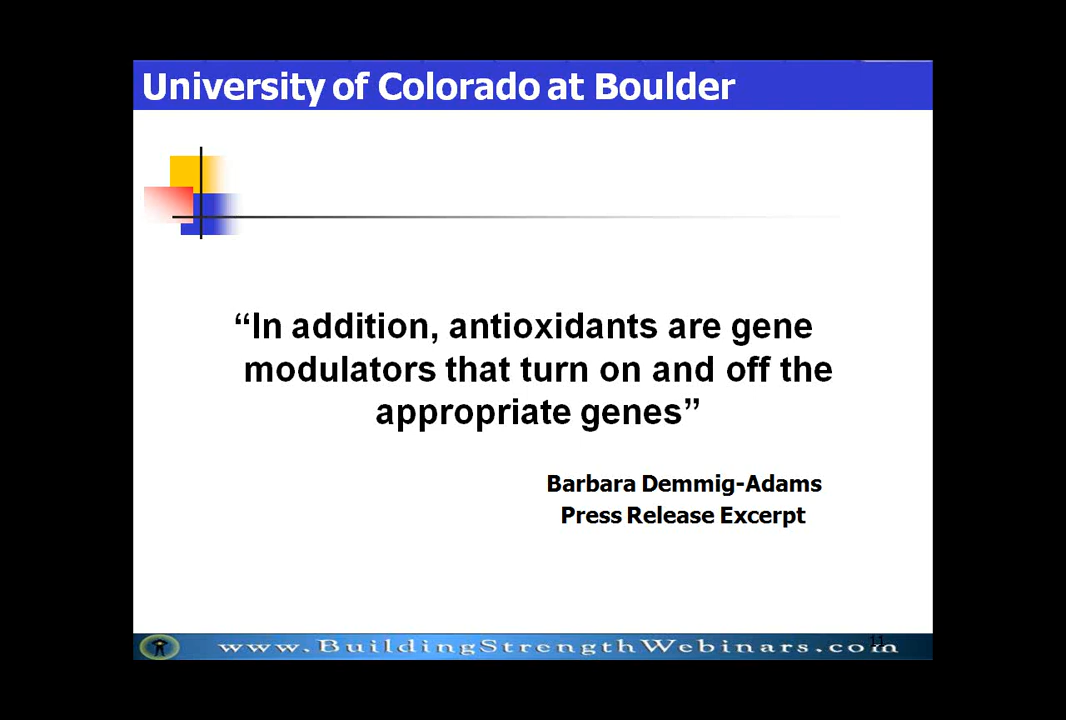 University of Colorado at Boulder
“In addition, antioxidants are gene
modulators that turn on and off the
appropriate genes”
Barbara Demmig-Adams
Press Release Excerpt
11
www.BuildingStrengthWebinars.com